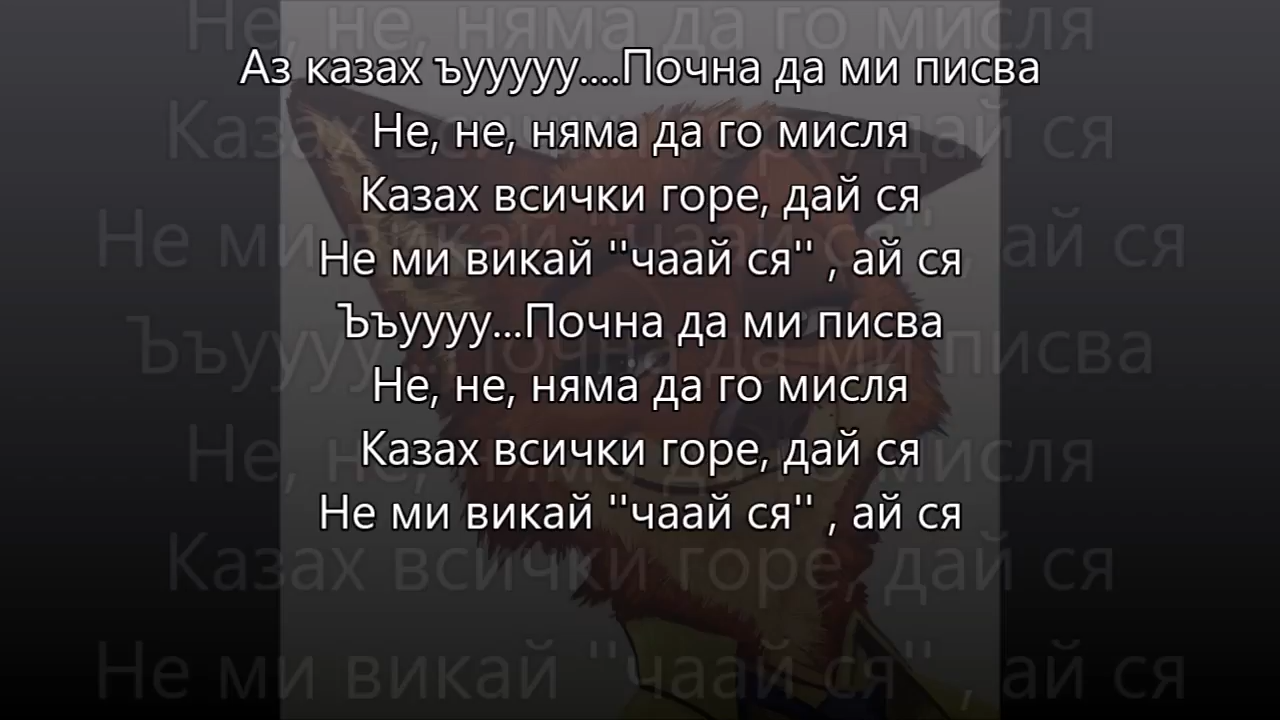 Аз казах ъууууу....Почна да ми писва
Не, не, няма да го мисля
Казах всички горе, дай ся
Не ми викай ''чаай ся'' , ай ся
Ъъуууу...Почна да ми писва
Не, не, няма да го мисля
Казах всички горе, дай ся
Не ми викай ''чаай ся'' , ай ся